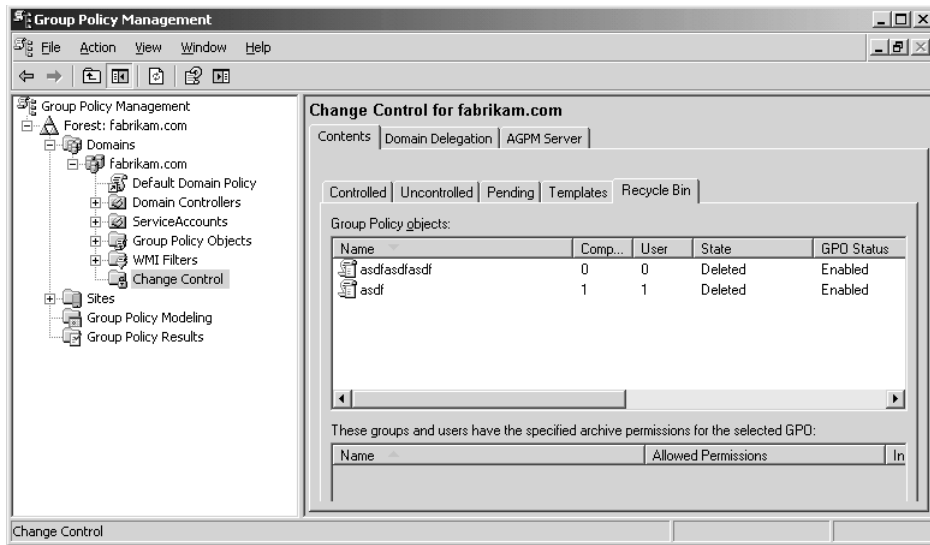 Group Policy Management
File Action View Window Help
Group Policy Management
Forest: fabrikam.com
Domains
fabrikam.com
Default Domain Policy
Domain Controllers
ServiceAccounts
Group Policy Objects
WMI Filters
Change Control
Sites
Group Policy Modeling
Group Policy Results
Change Control for fabrikam.com
Contents Domain Delegation AGPM Server
Controlled Uncontrolled Pending Templates Recycle Bin
Group Policy objects:
Name Comp... User State GPO Status
asdfasdfasdf 0 0 Deleted Enabled
asdf 1 1 Deleted Enabled
These groups and users have the specified archive permissions for the selected GPO:
Name Allowed Permissions In
Change Control